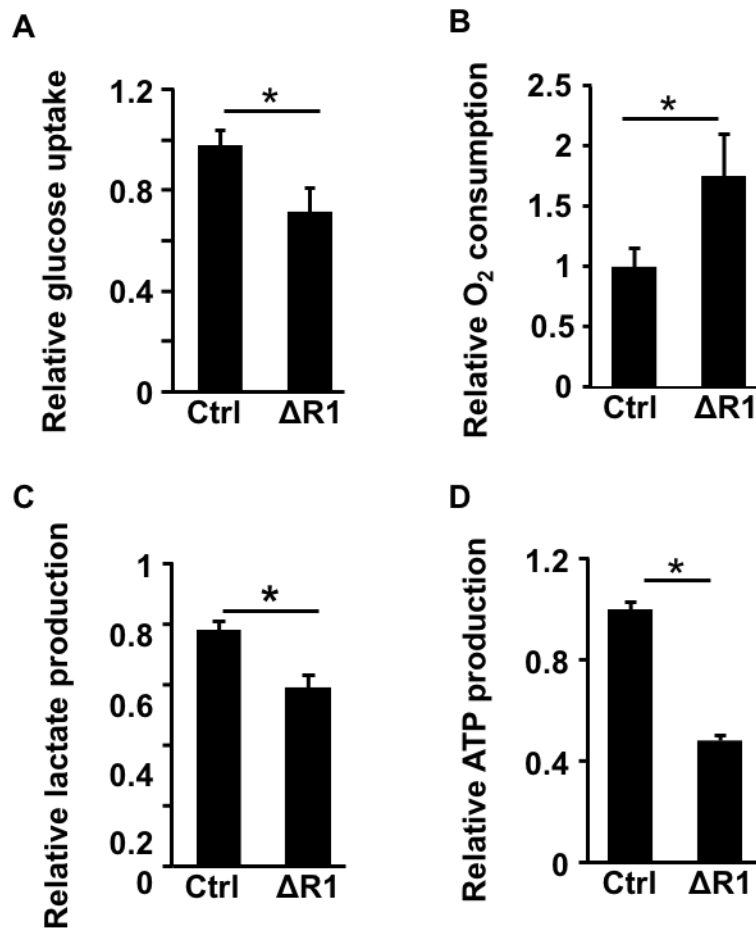 A
Relative glucose uptake
1.2
0.8
0.4
0
*
Ctrl ΔR1
B
Relative O₂ consumption
2.5
2
1.5
1
0.5
0
*
Ctrl ΔR1
C
Relative lactate production
1
0.8
0.6
0.4
0.2
0
*
Ctrl ΔR1
D
Relative ATP production
1.2
0.8
0.4
0
*
Ctrl ΔR1